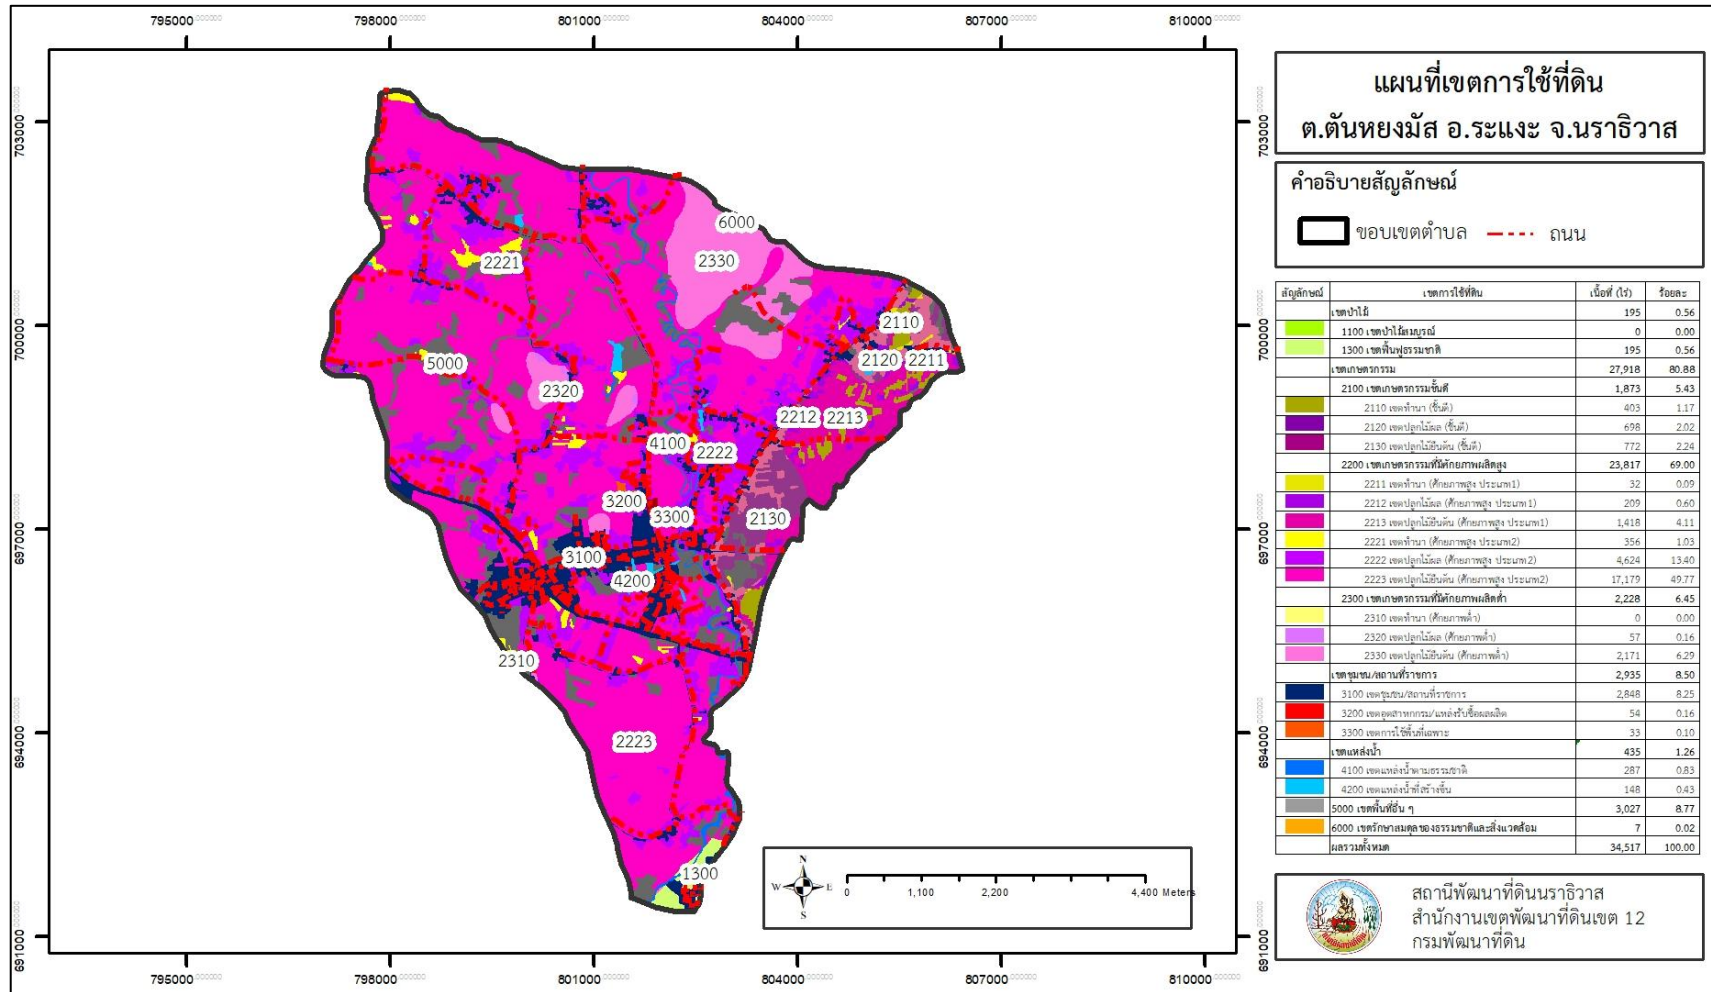 795000 798000 801000 804000 807000 810000
703000
700000
697000
694000
691000
6000
2330
2221
2110
5000
2120 2211
2320
2212 2213
4100
2222
3200
3300
2130
3100
4200
2310
2223
1300
N
W E
S
0 1,100 2,200 4,400 Meters
795000 798000 801000 804000 807000 810000
703000
700000
697000
694000
691000
แผนที่เขตการใช้ที่ดิน
ต.ตันหยงมัส อ.ระแงะ จ.นราธิวาส
คำอธิบายสัญลักษณ์
ขอบเขตตำบล ถนน
สัญลักษณ์ เขตการใช้ที่ดิน เนื้อที่ (ไร่) ร้อยละ
เขตป่าไม้ 195 0.56
1100 เขตป่าไม้สมบูรณ์ 0 0.00
1300 เขตฟื้นฟูธรรมชาติ 195 0.56
เขตเกษตรกรรม 27,918 80.88
2100 เขตเกษตรกรรมชั้นดี 1,873 5.43
2110 เขตทำนา (ชั้นดี) 403 1.17
2120 เขตปลูกไม้ผล (ชั้นดี) 698 2.02
2130 เขตปลูกไม้ยืนต้น (ชั้นดี) 772 2.24
2200 เขตเกษตรกรรมที่มีศักยภาพผลิตสูง 23,817 69.00
2211 เขตทำนา (ศักยภาพสูง ประเภท1) 32 0.09
2212 เขตปลูกไม้ผล (ศักยภาพสูง ประเภท1) 209 0.60
2213 เขตปลูกไม้ยืนต้น (ศักยภาพสูง ประเภท1) 1,418 4.11
2221 เขตทำนา (ศักยภาพสูง ประเภท2) 356 1.03
2222 เขตปลูกไม้ผล (ศักยภาพสูง ประเภท2) 4,624 13.40
2223 เขตปลูกไม้ยืนต้น (ศักยภาพสูง ประเภท2) 17,179 49.77
2300 เขตเกษตรกรรมที่มีศักยภาพผลิตต่ำ 2,228 6.45
2310 เขตทำนา (ศักยภาพต่ำ) 0 0.00
2320 เขตปลูกไม้ผล (ศักยภาพต่ำ) 57 0.16
2330 เขตปลูกไม้ยืนต้น (ศักยภาพต่ำ) 2,171 6.29
เขตชุมชน/สถานที่ราชการ 2,935 8.50
3100 เขตชุมชน/สถานที่ราชการ 2,848 8.25
3200 เขตอุตสาหกรรม/แหล่งรับซื้อผลผลิต 54 0.16
3300 เขตการใช้พื้นที่เฉพาะ 33 0.10
เขตแหล่งน้ำ 435 1.26
4100 เขตแหล่งน้ำตามธรรมชาติ 287 0.83
4200 เขตแหล่งน้ำที่สร้างขึ้น 148 0.43
5000 เขตพื้นที่อื่น ๆ 3,027 8.77
6000 เขตรักษาสมดุลของธรรมชาติและสิ่งแวดล้อม 7 0.02
ผลรวมทั้งหมด 34,517 100.00
สถานีพัฒนาที่ดินนราธิวาส
สำนักงานเขตพัฒนาที่ดินเขต 12
กรมพัฒนาที่ดิน